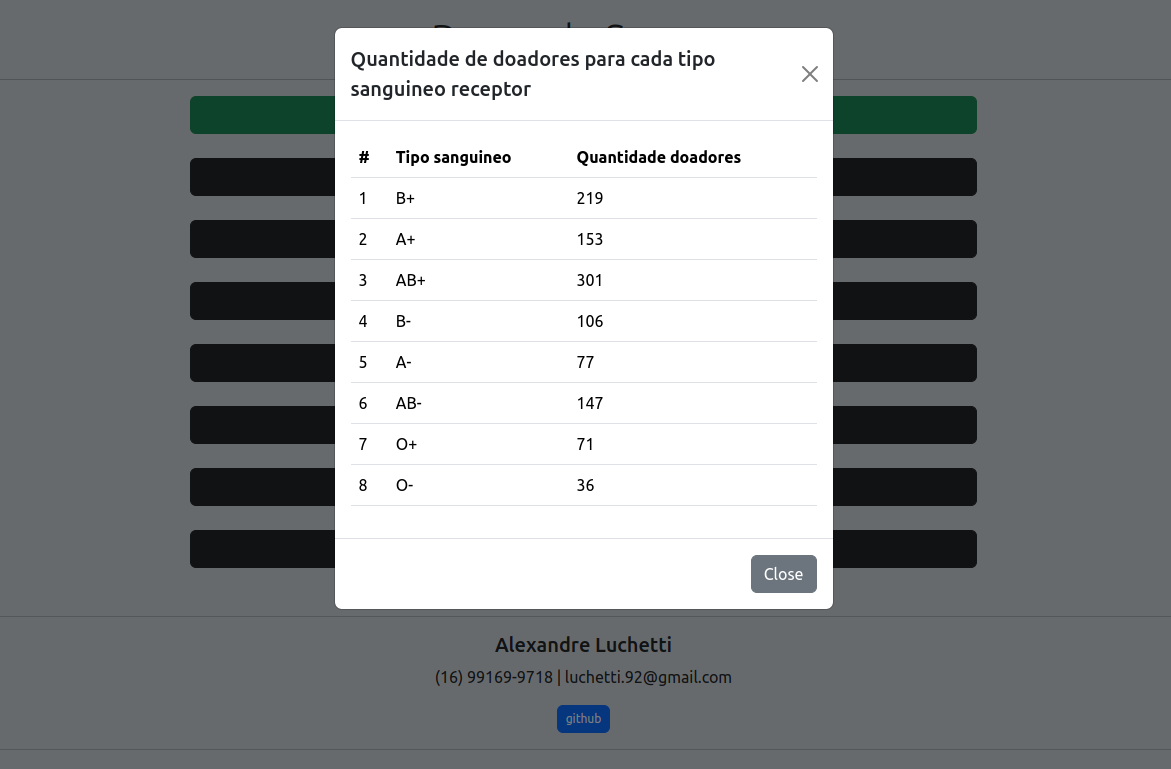 Quantidade de doadores para cada tipo
sanguineo receptor
# Tipo sanguineo Quantidade doadores
1 B+ 219
2 A+ 153
3 AB+ 301
4 B- 106
5 A- 77
6 AB- 147
7 O+ 71
8 O- 36
Close
Alexandre Luchetti
(16) 99169-9718 | luchetti.92@gmail.com
github